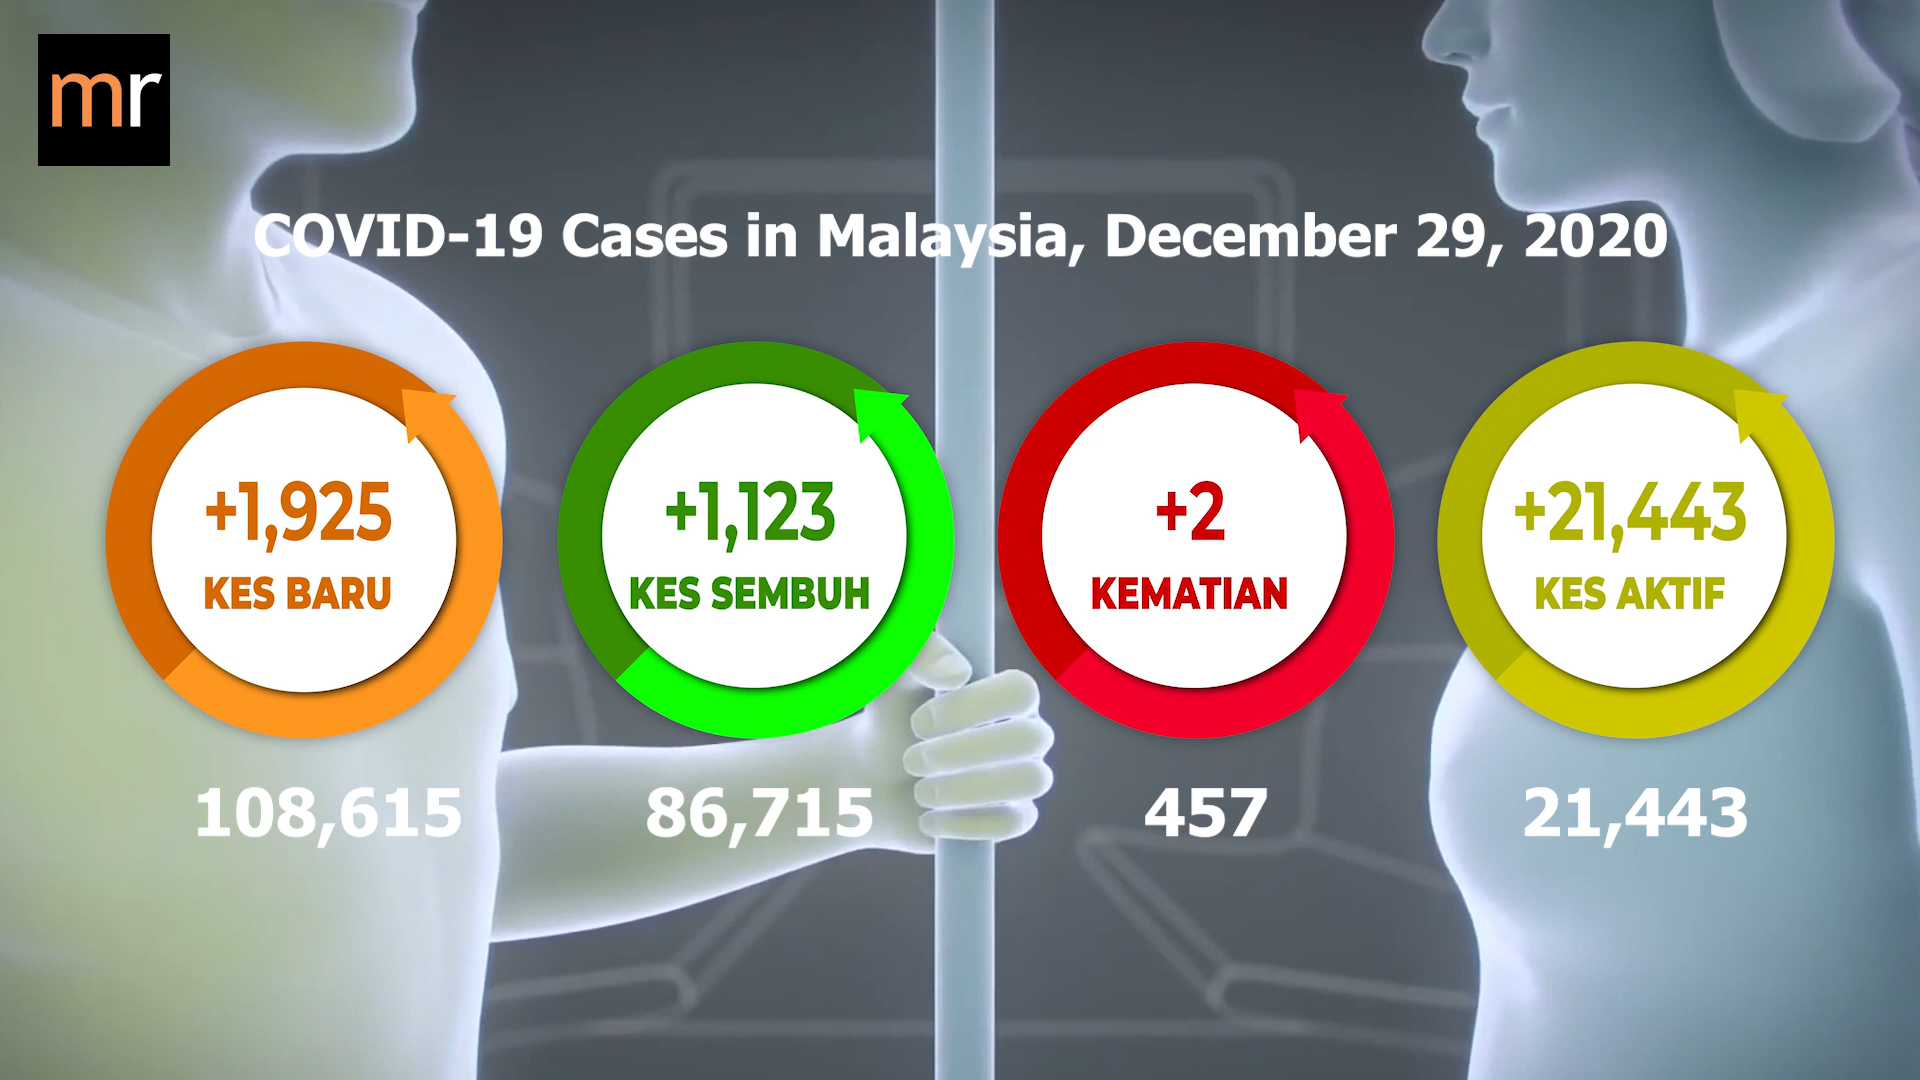 mr
COVID-19 Cases in Malaysia, December 29, 2020
+1,925
KES BARU
108,615
+1,123
KES SEMBUH
86,715
+2
KEMATIAN
457
+21,443
KES AKTIF
21,443